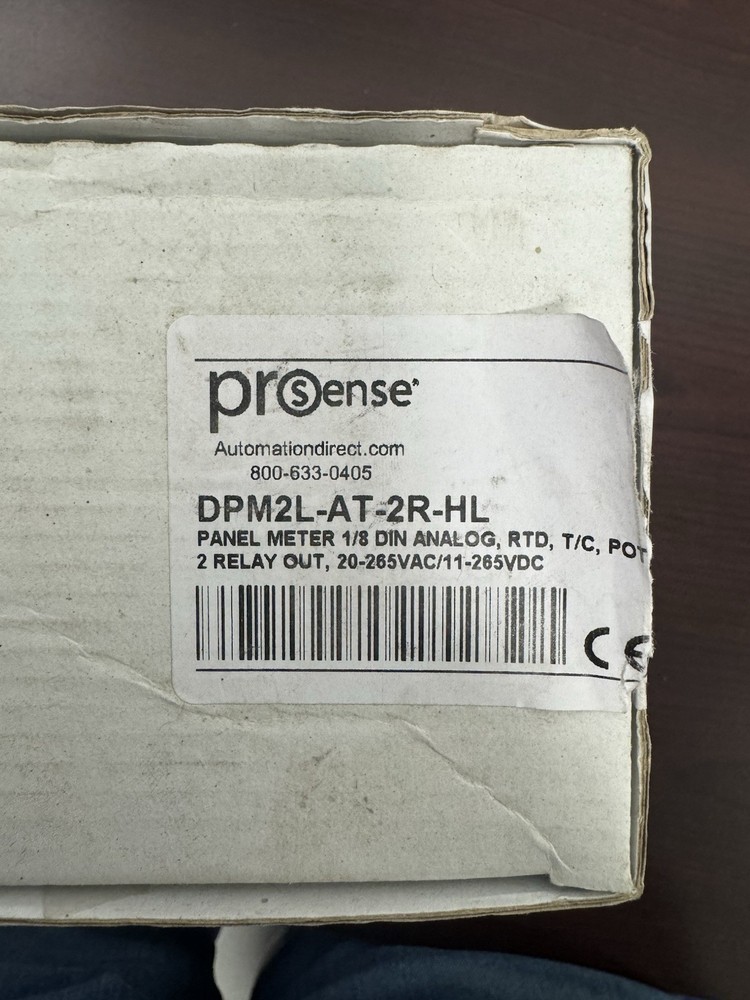 prosense®
Automationdirect.com
800-633-0405
DPM2L-AT-2R-HL
PANEL METER 1/8 DIN ANALOG, RTD, T/C, POT
2 RELAY OUT, 20-265VAC/11-265VDC
CE